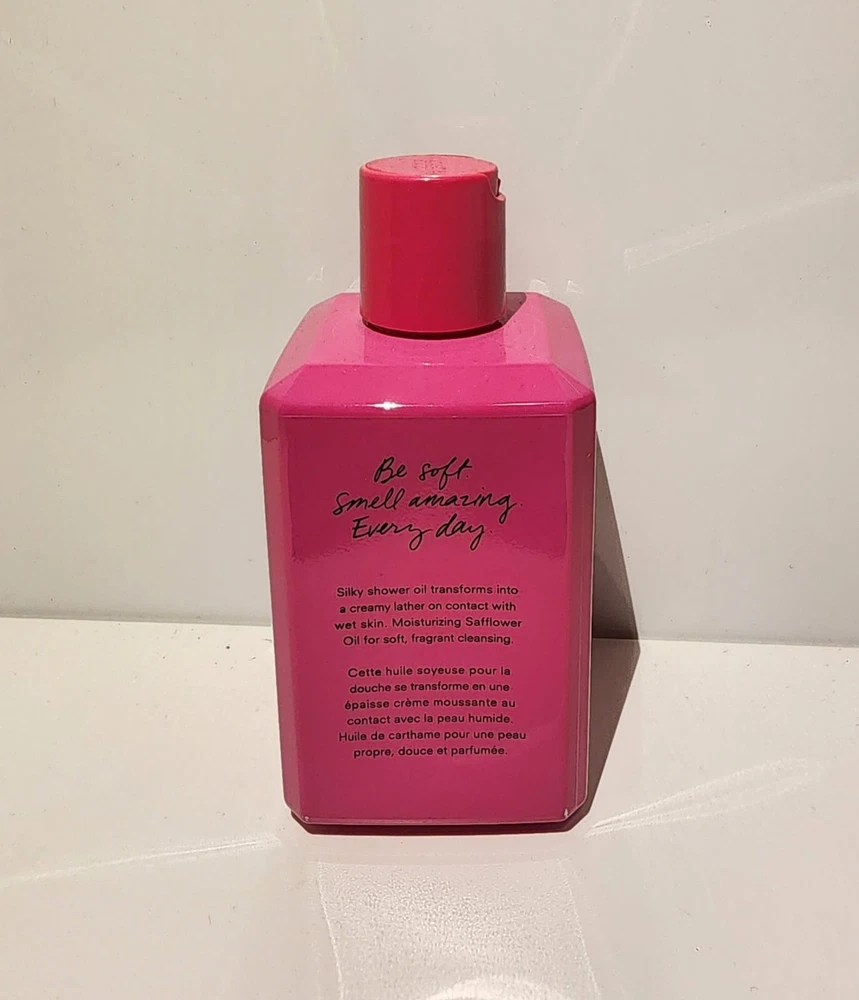 Be soft.
Smell amazing.
Every day.
Silky shower oil transforms into
a creamy lather on contact with
wet skin. Moisturizing Safflower
Oil for soft, fragrant cleansing.
Cette huile soyeuse pour la
douche se transforme en une
épaisse crème moussante au
contact avec la peau humide.
Huile de carthame pour une peau
propre, douce et parfumée.